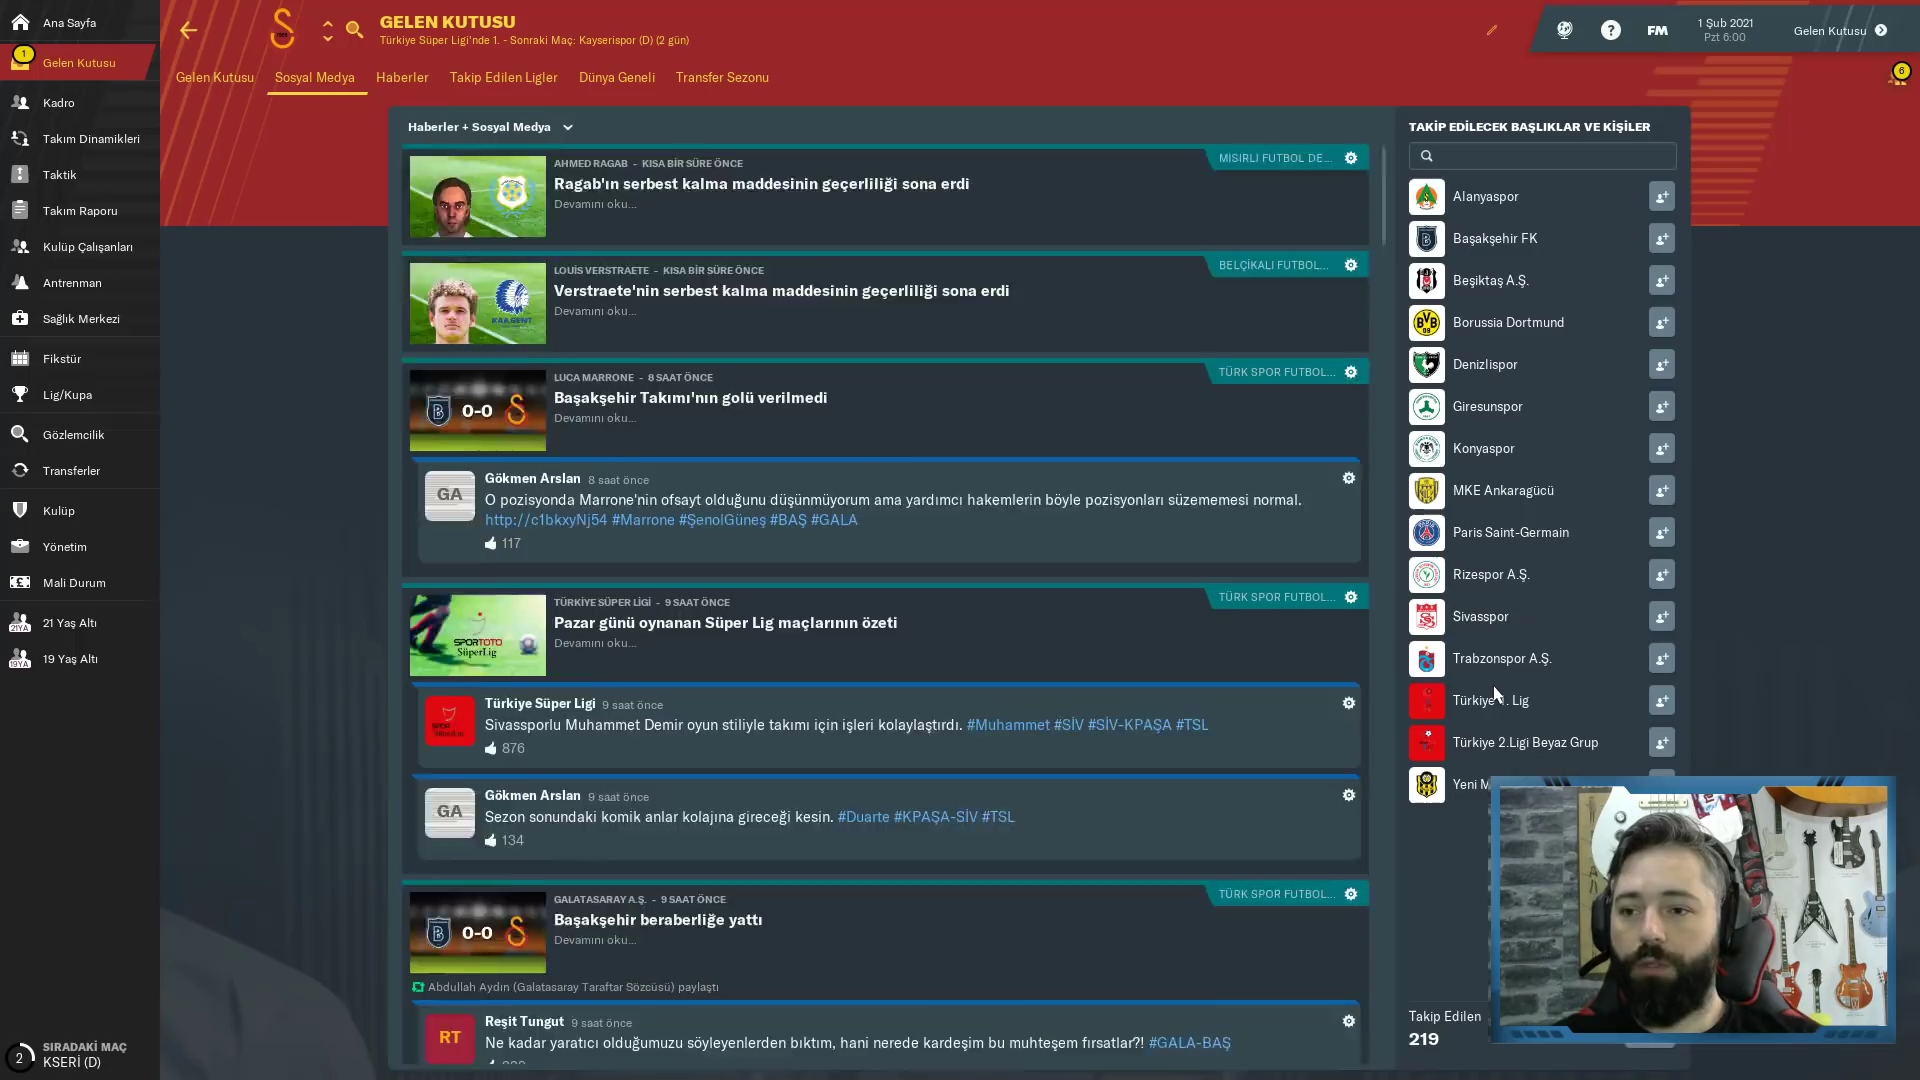 Ana Sayfa
1
Gelen Kutusu
Kadro
Takım Dinamikleri
Taktik
Takım Raporu
Kulüp Çalışanları
Antrenman
Sağlık Merkezi
Fikstür
Lig/Kupa
Gözlemcilik
Transferler
Kulüp
Yönetim
Mali Durum
21YA
21 Yaş Altı
19YA
19 Yaş Altı
2
SIRADAKİ MAÇ
KSERİ (D)
GELEN KUTUSU
Türkiye Süper Ligi'nde 1. - Sonraki Maç: Kayserispor (D) (2 gün)
?
FM
1 Şub 2021
Pzt 6:00
Gelen Kutusu
6
Gelen Kutusu
Sosyal Medya
Haberler
Takip Edilen Ligler
Dünya Geneli
Transfer Sezonu
Haberler + Sosyal Medya
AHMED RAGAB - KISA BİR SÜRE ÖNCE
MISIRLI FUTBOL DE...
Ragab'ın serbest kalma maddesinin geçerliliği sona erdi
Devamını oku...
LOUİS VERSTRAETE - KISA BİR SÜRE ÖNCE
BELÇİKALI FUTBOL...
Verstraete'nin serbest kalma maddesinin geçerliliği sona erdi
Devamını oku...
KAA GENT
LUCA MARRONE - 8 SAAT ÖNCE
TÜRK SPOR FUTBOL...
Başakşehir Takımı'nın golü verilmedi
0-0
Devamını oku...
GA
Gökmen Arslan 8 saat önce
O pozisyonda Marrone'nin ofsayt olduğunu düşünmüyorum ama yardımcı hakemlerin böyle pozisyonları süzememesi normal.
http://c1bkxyNj54 #Marrone #ŞenolGüneş #BAŞ #GALA
117
TÜRKİYE SÜPER LİGİ - 9 SAAT ÖNCE
TÜRK SPOR FUTBOL...
Pazar günü oynanan Süper Lig maçlarının özeti
Devamını oku...
SPORTOTO
SüperLig
Türkiye Süper Ligi 9 saat önce
Sivassporlu Muhammet Demir oyun stiliyle takımı için işleri kolaylaştırdı. #Muhammet #SİV #SİV-KPAŞA #TSL
876
GA
Gökmen Arslan 9 saat önce
Sezon sonundaki komik anlar kolajına gireceği kesin. #Duarte #KPAŞA-SİV #TSL
134
GALATASARAY A.Ş. - 9 SAAT ÖNCE
TÜRK SPOR FUTBOL...
Başakşehir beraberliğe yattı
0-0
Devamını oku...
Abdullah Aydın (Galatasaray Taraftar Sözcüsü) paylaştı
RT
Reşit Tungut 9 saat önce
Ne kadar yaratıcı olduğumuzu söyleyenlerden bıktım, hani nerede kardeşim bu muhteşem fırsatlar?! #GALA-BAŞ
TAKİP EDİLECEK BAŞLIKLAR VE KİŞİLER
Alanyaspor
Başakşehir FK
Beşiktaş A.Ş.
BVB 09
Borussia Dortmund
Denizlispor
Giresunspor
Konyaspor
MKE Ankaragücü
Paris Saint-Germain
Rizespor A.Ş.
Sivasspor
Trabzonspor A.Ş.
Türkiye 1. Lig
Türkiye 2.Ligi Beyaz Grup
Yeni
Takip Edilen
219